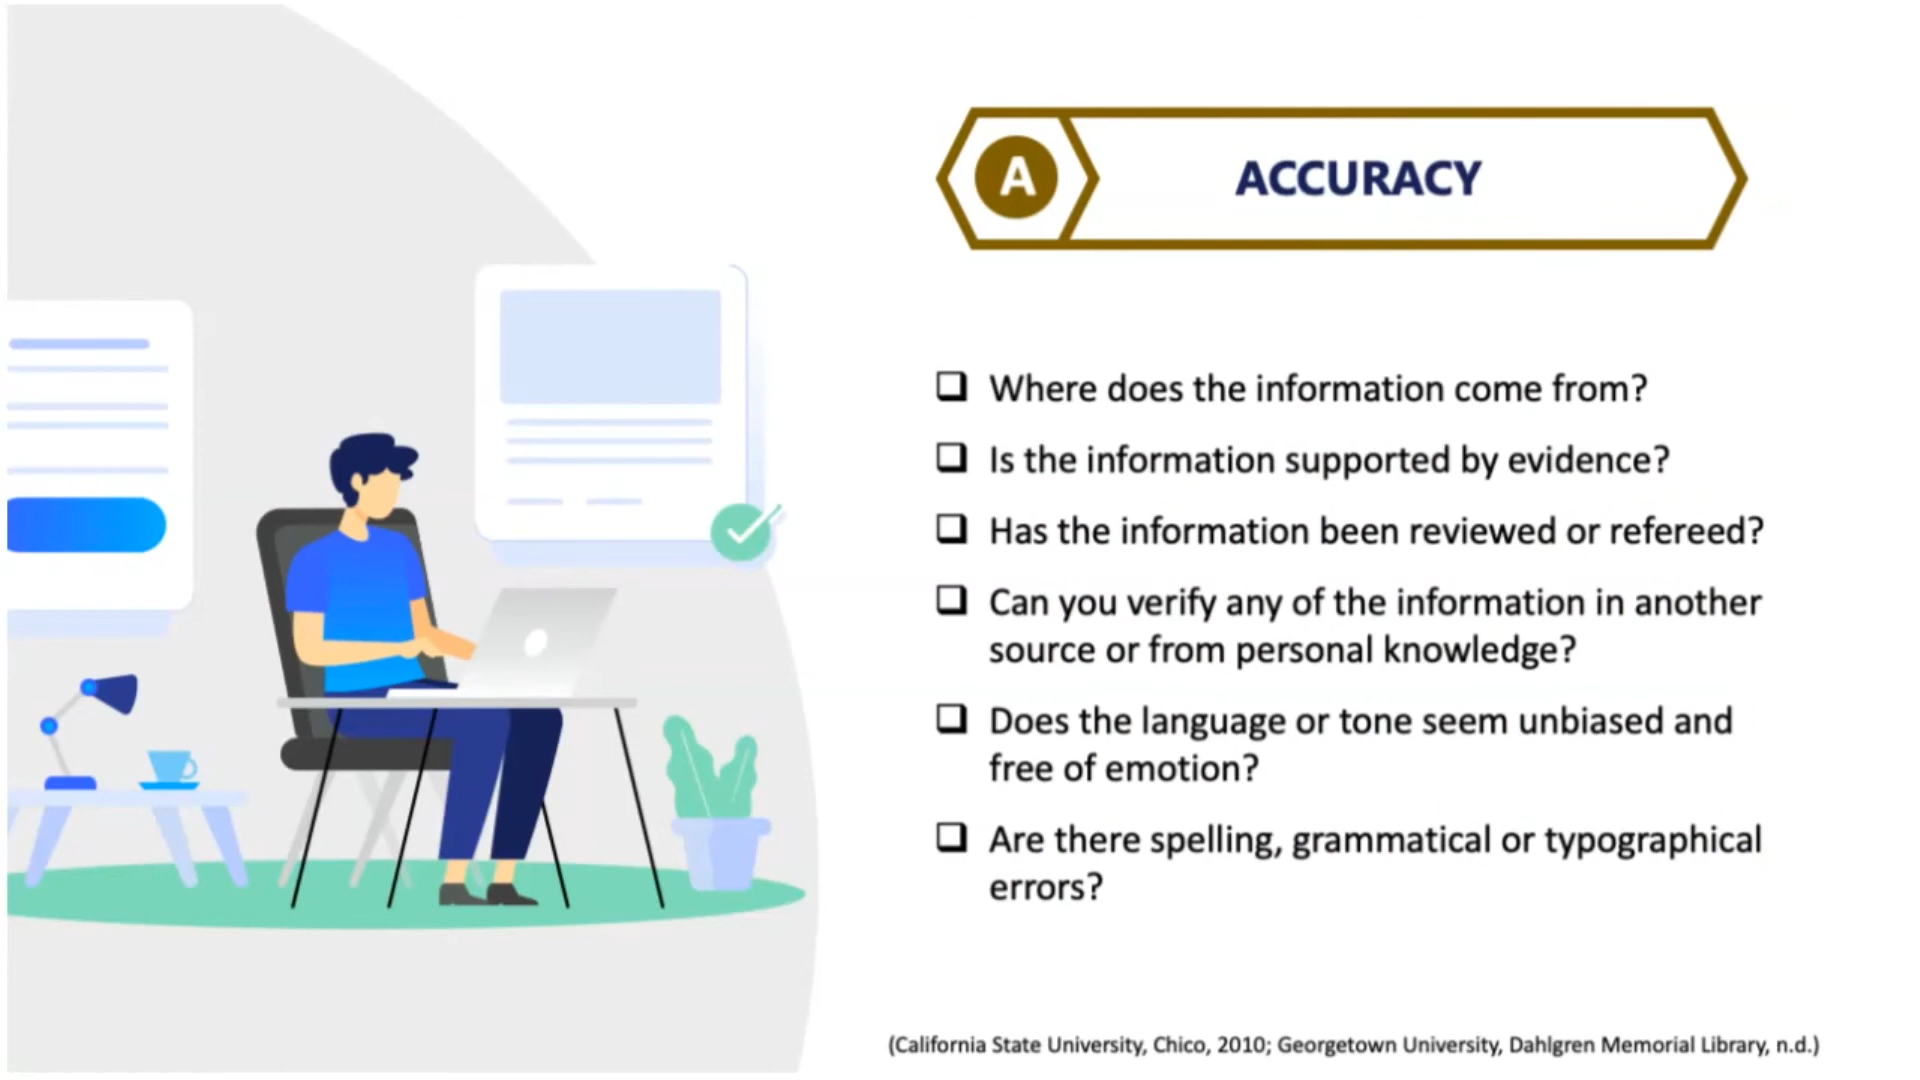 A
ACCURACY
Where does the information come from?
Is the information supported by evidence?
Has the information been reviewed or refereed?
Can you verify any of the information in another
source or from personal knowledge?
Does the language or tone seem unbiased and
free of emotion?
Are there spelling, grammatical or typographical
errors?
(California State University, Chico, 2010; Georgetown University, Dahlgren Memorial Library, n.d.)